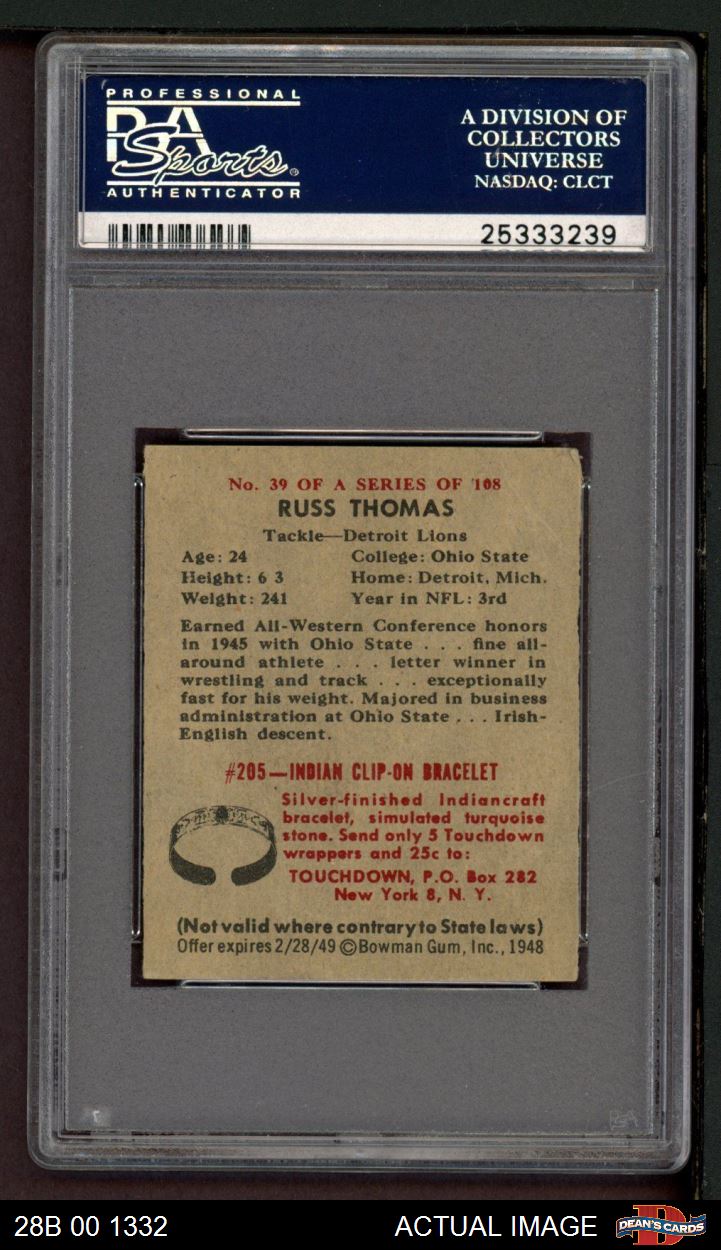 PROFESSIONAL
PSA
Sports®
AUTHENTICATOR
A DIVISION OF
COLLECTORS
UNIVERSE
NASDAQ: CLCT
25333239
No. 39 OF A SERIES OF 108
RUSS THOMAS
Tackle—Detroit Lions
Age: 24 College: Ohio State
Height: 6 3 Home: Detroit, Mich.
Weight: 241 Year in NFL: 3rd
Earned All-Western Conference honors
in 1945 with Ohio State . . . fine all-
around athlete . . . letter winner in
wrestling and track . . . exceptionally
fast for his weight. Majored in business
administration at Ohio State . . . Irish-
English descent.
#205—INDIAN CLIP-ON BRACELET
Silver-finished Indiancraft
bracelet, simulated turquoise
stone. Send only 5 Touchdown
wrappers and 25c to:
TOUCHDOWN, P.O. Box 282
New York 8, N. Y.
(Not valid where contrary to State laws)
Offer expires 2/28/49 ©Bowman Gum, Inc., 1948
PSA
28B 00 1332
ACTUAL IMAGE
D
DEAN'S CARDS